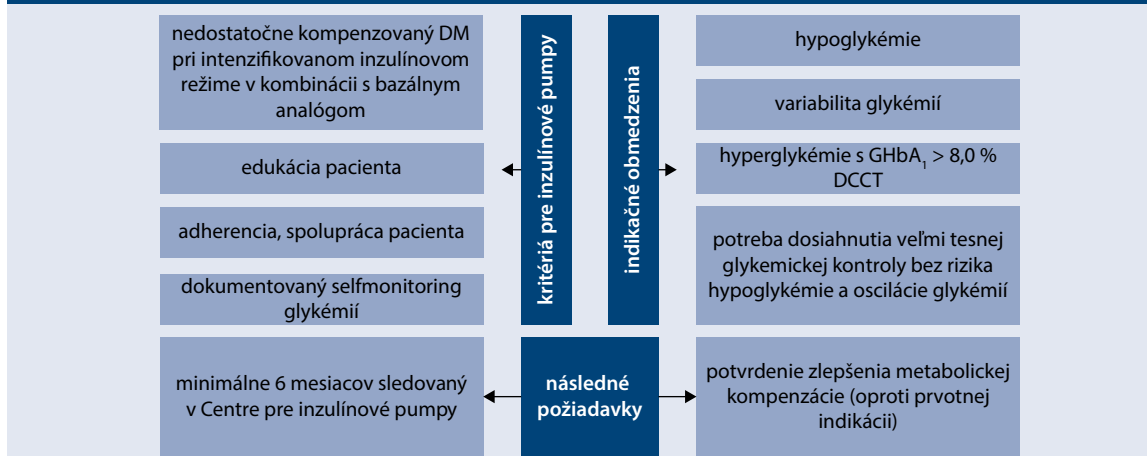 nedostatočne kompenzovaný DM
pri intenzifikovanom inzulínovom
režime v kombinácii s bazálnym
analógom
edukácia pacienta
adherencia, spolupráca pacienta
dokumentovaný selfmonitoring
glykémií
kritériá pre inzulínové pumpy
indikačné obmedzenia
hypoglykémie
variabilita glykémií
hyperglykémie s GHbA₁ > 8,0 %
DCCT
potreba dosiahnutia veľmi tesnej
glykemickej kontroly bez rizika
hypoglykémie a oscilácie glykémií
minimálne 6 mesiacov sledovaný
v Centre pre inzulínové pumpy
následné
požiadavky
potvrdenie zlepšenia metabolickej
kompenzácie (oproti prvotnej
indikácii)